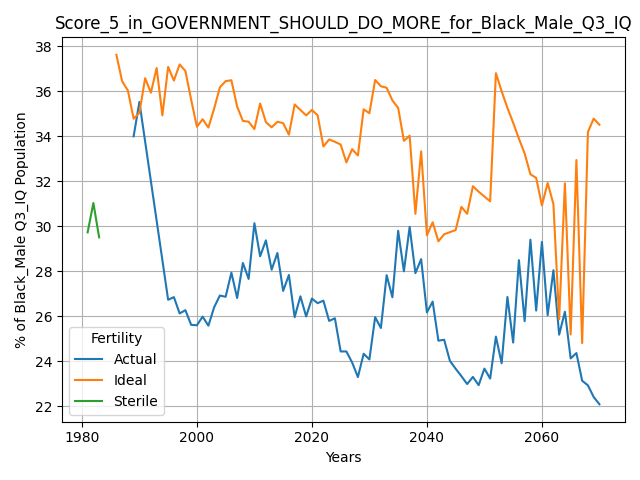 Score_5_in_GOVERNMENT_SHOULD_DO_MORE_for_Black_Male_Q3_IQ
% of Black_Male Q3_IQ Population
38
36
34
32
30
28
26
24
22
Fertility
Actual
Ideal
Sterile
1980 2000 2020 2040 2060
Years